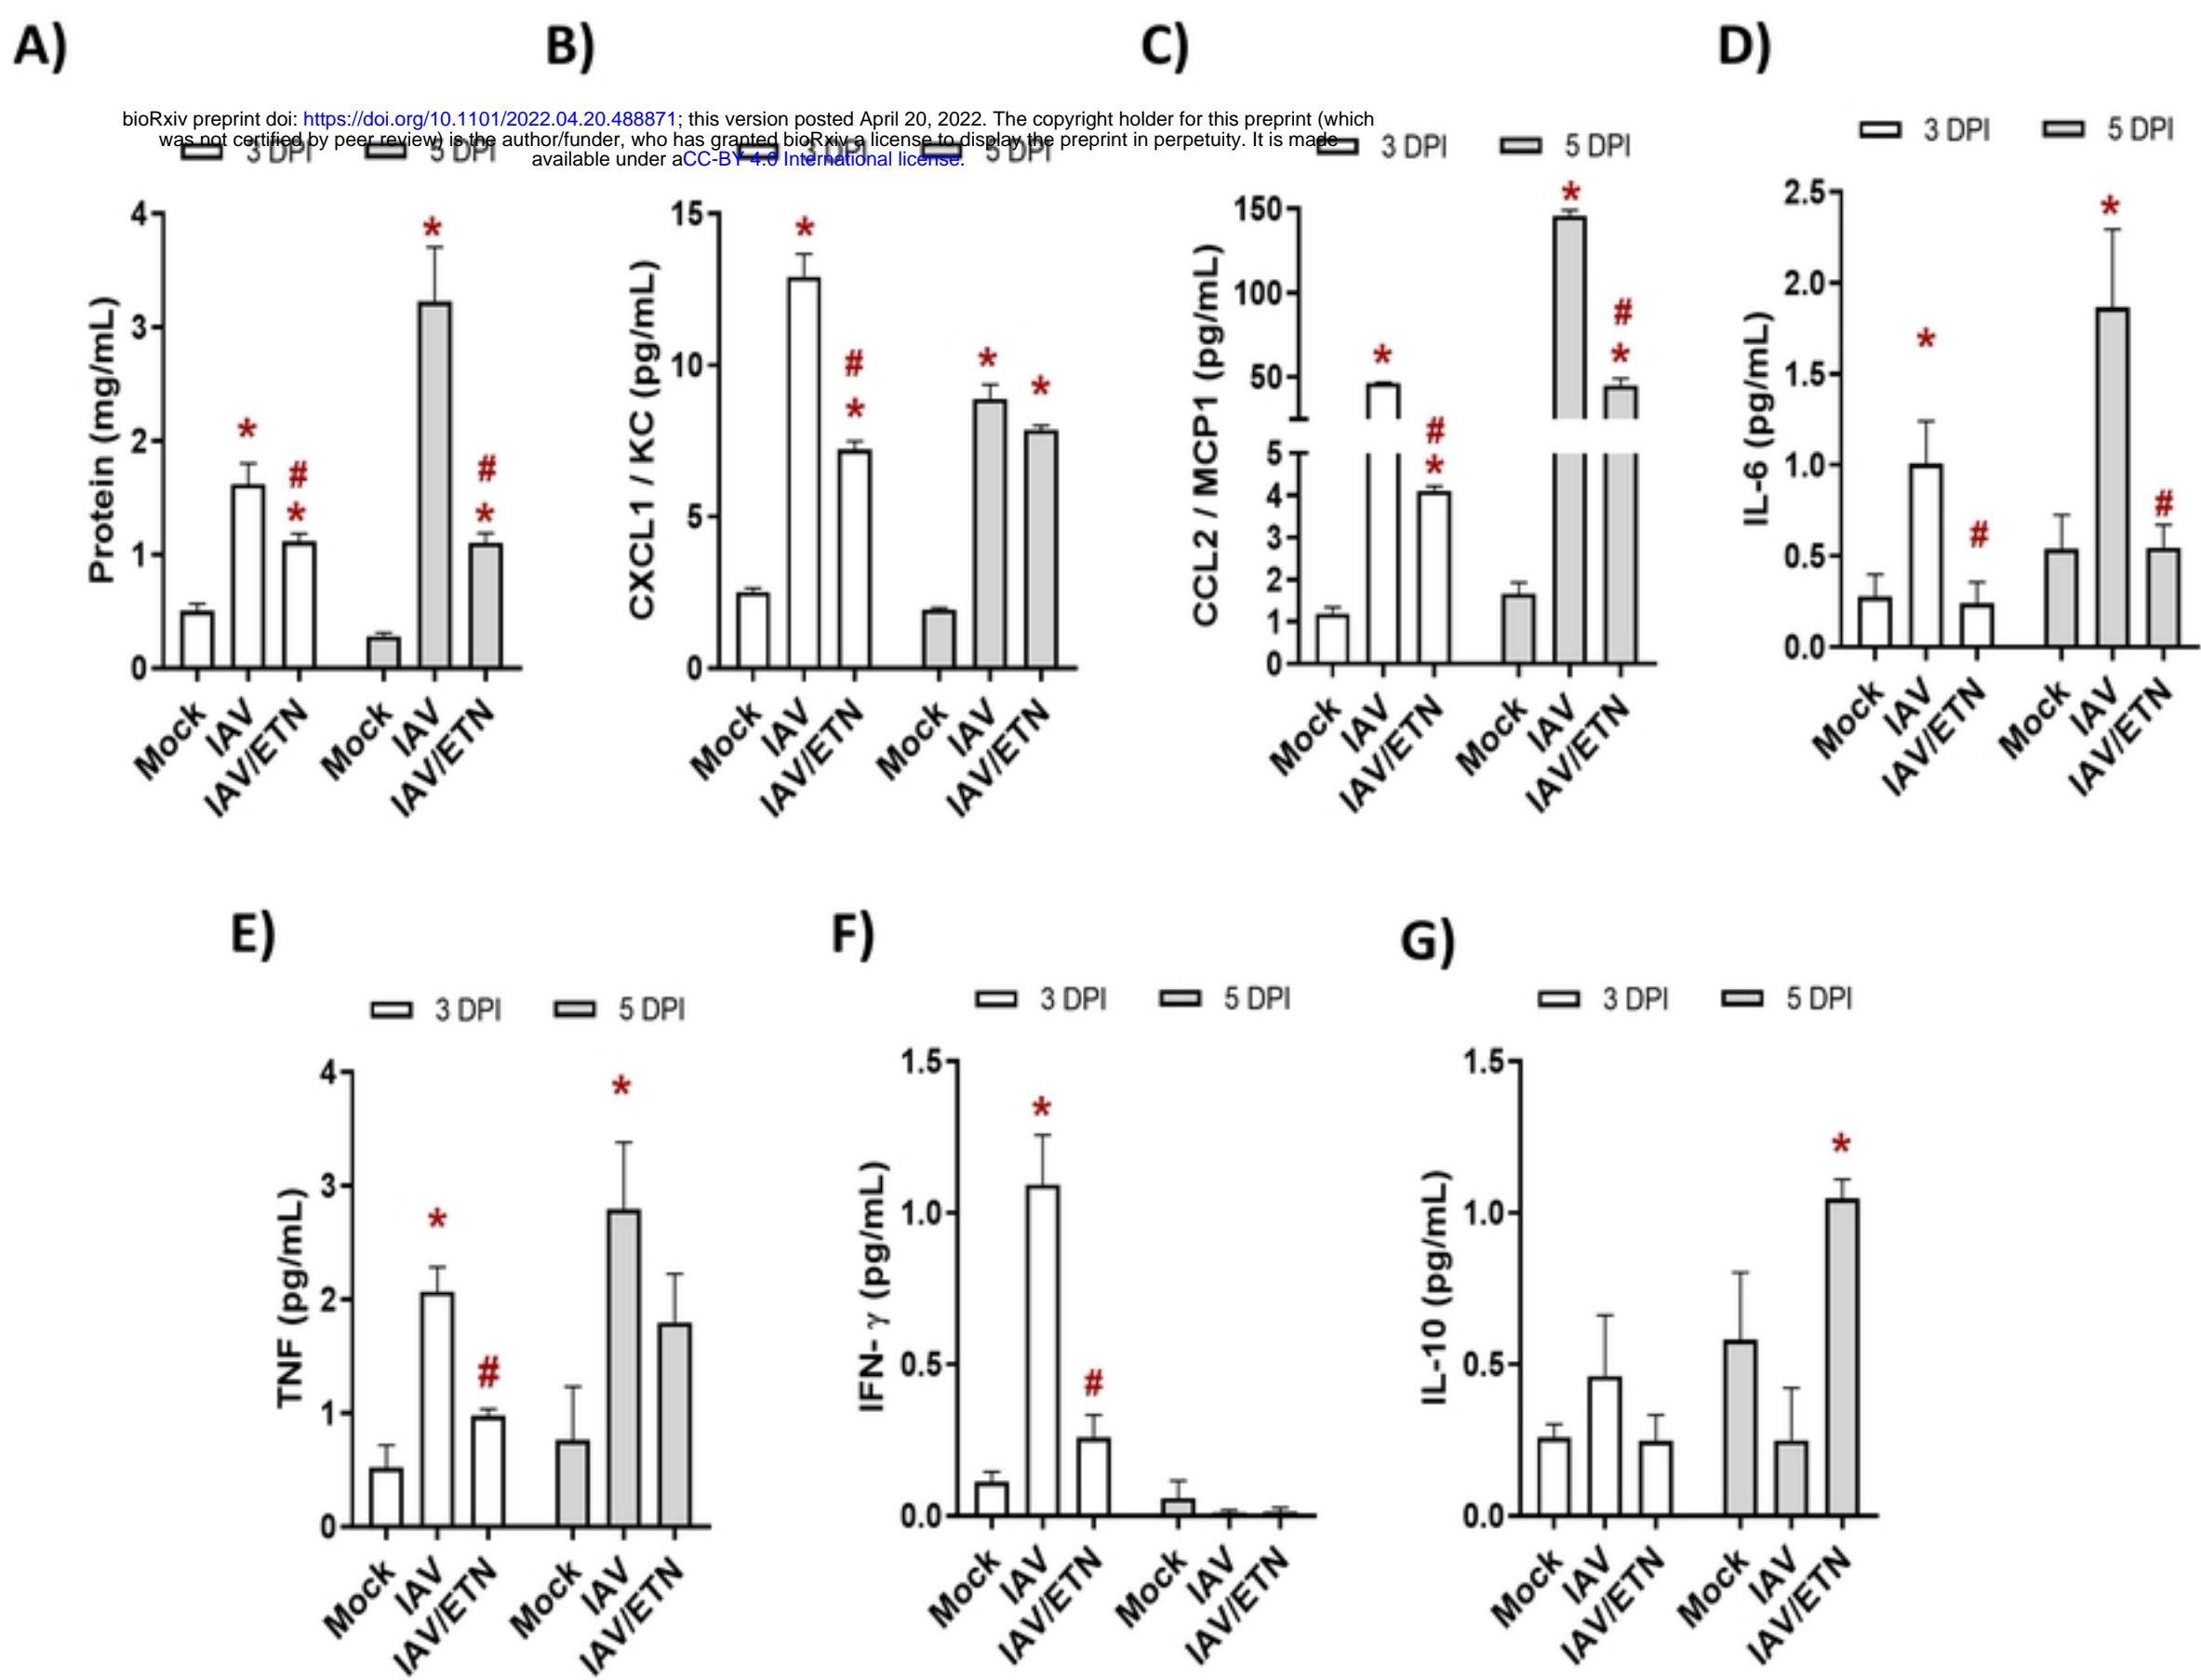 A)
B)
C)
D)
bioRxiv preprint doi: https://doi.org/10.1101/2022.04.20.488871; this version posted April 20, 2022. The copyright holder for this preprint (which
was not certified by peer review) is the author/funder, who has granted bioRxiv a license to display the preprint in perpetuity. It is made
available under aCC-BY 4.0 International license.
3 DPI 5 DPI
4
3
2
1
0
Protein (mg/mL)
*
#
*
*
#
*
Mock IAV IAV/ETN Mock IAV IAV/ETN
3 DPI 5 DPI
15
10
5
0
CXCL1 / KC (pg/mL)
*
#
*
*
*
Mock IAV IAV/ETN Mock IAV IAV/ETN
3 DPI 5 DPI
150
100
50
5
4
3
2
1
0
CCL2 / MCP1 (pg/mL)
*
#
*
*
#
*
Mock IAV IAV/ETN Mock IAV IAV/ETN
3 DPI 5 DPI
2.5
2.0
1.5
1.0
0.5
0.0
IL-6 (pg/mL)
*
#
*
#
Mock IAV IAV/ETN Mock IAV IAV/ETN
E)
F)
G)
3 DPI 5 DPI
4
3
2
1
0
TNF (pg/mL)
*
#
*
Mock IAV IAV/ETN Mock IAV IAV/ETN
3 DPI 5 DPI
1.5
1.0
0.5
0.0
IFN- γ (pg/mL)
*
#
Mock IAV IAV/ETN Mock IAV IAV/ETN
3 DPI 5 DPI
1.5
1.0
0.5
0.0
IL-10 (pg/mL)
*
Mock IAV IAV/ETN Mock IAV IAV/ETN